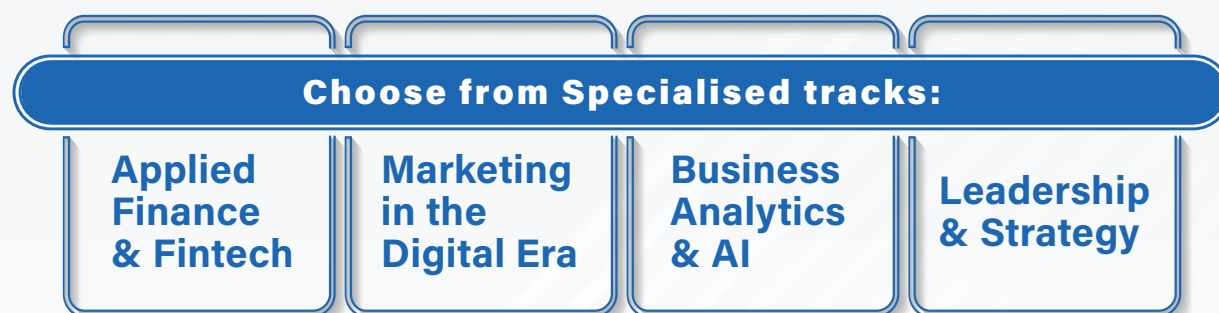 Choose from Specialised tracks:
Applied
Finance
& Fintech
Marketing
in the
Digital Era
Business
Analytics
& AI
Leadership
& Strategy